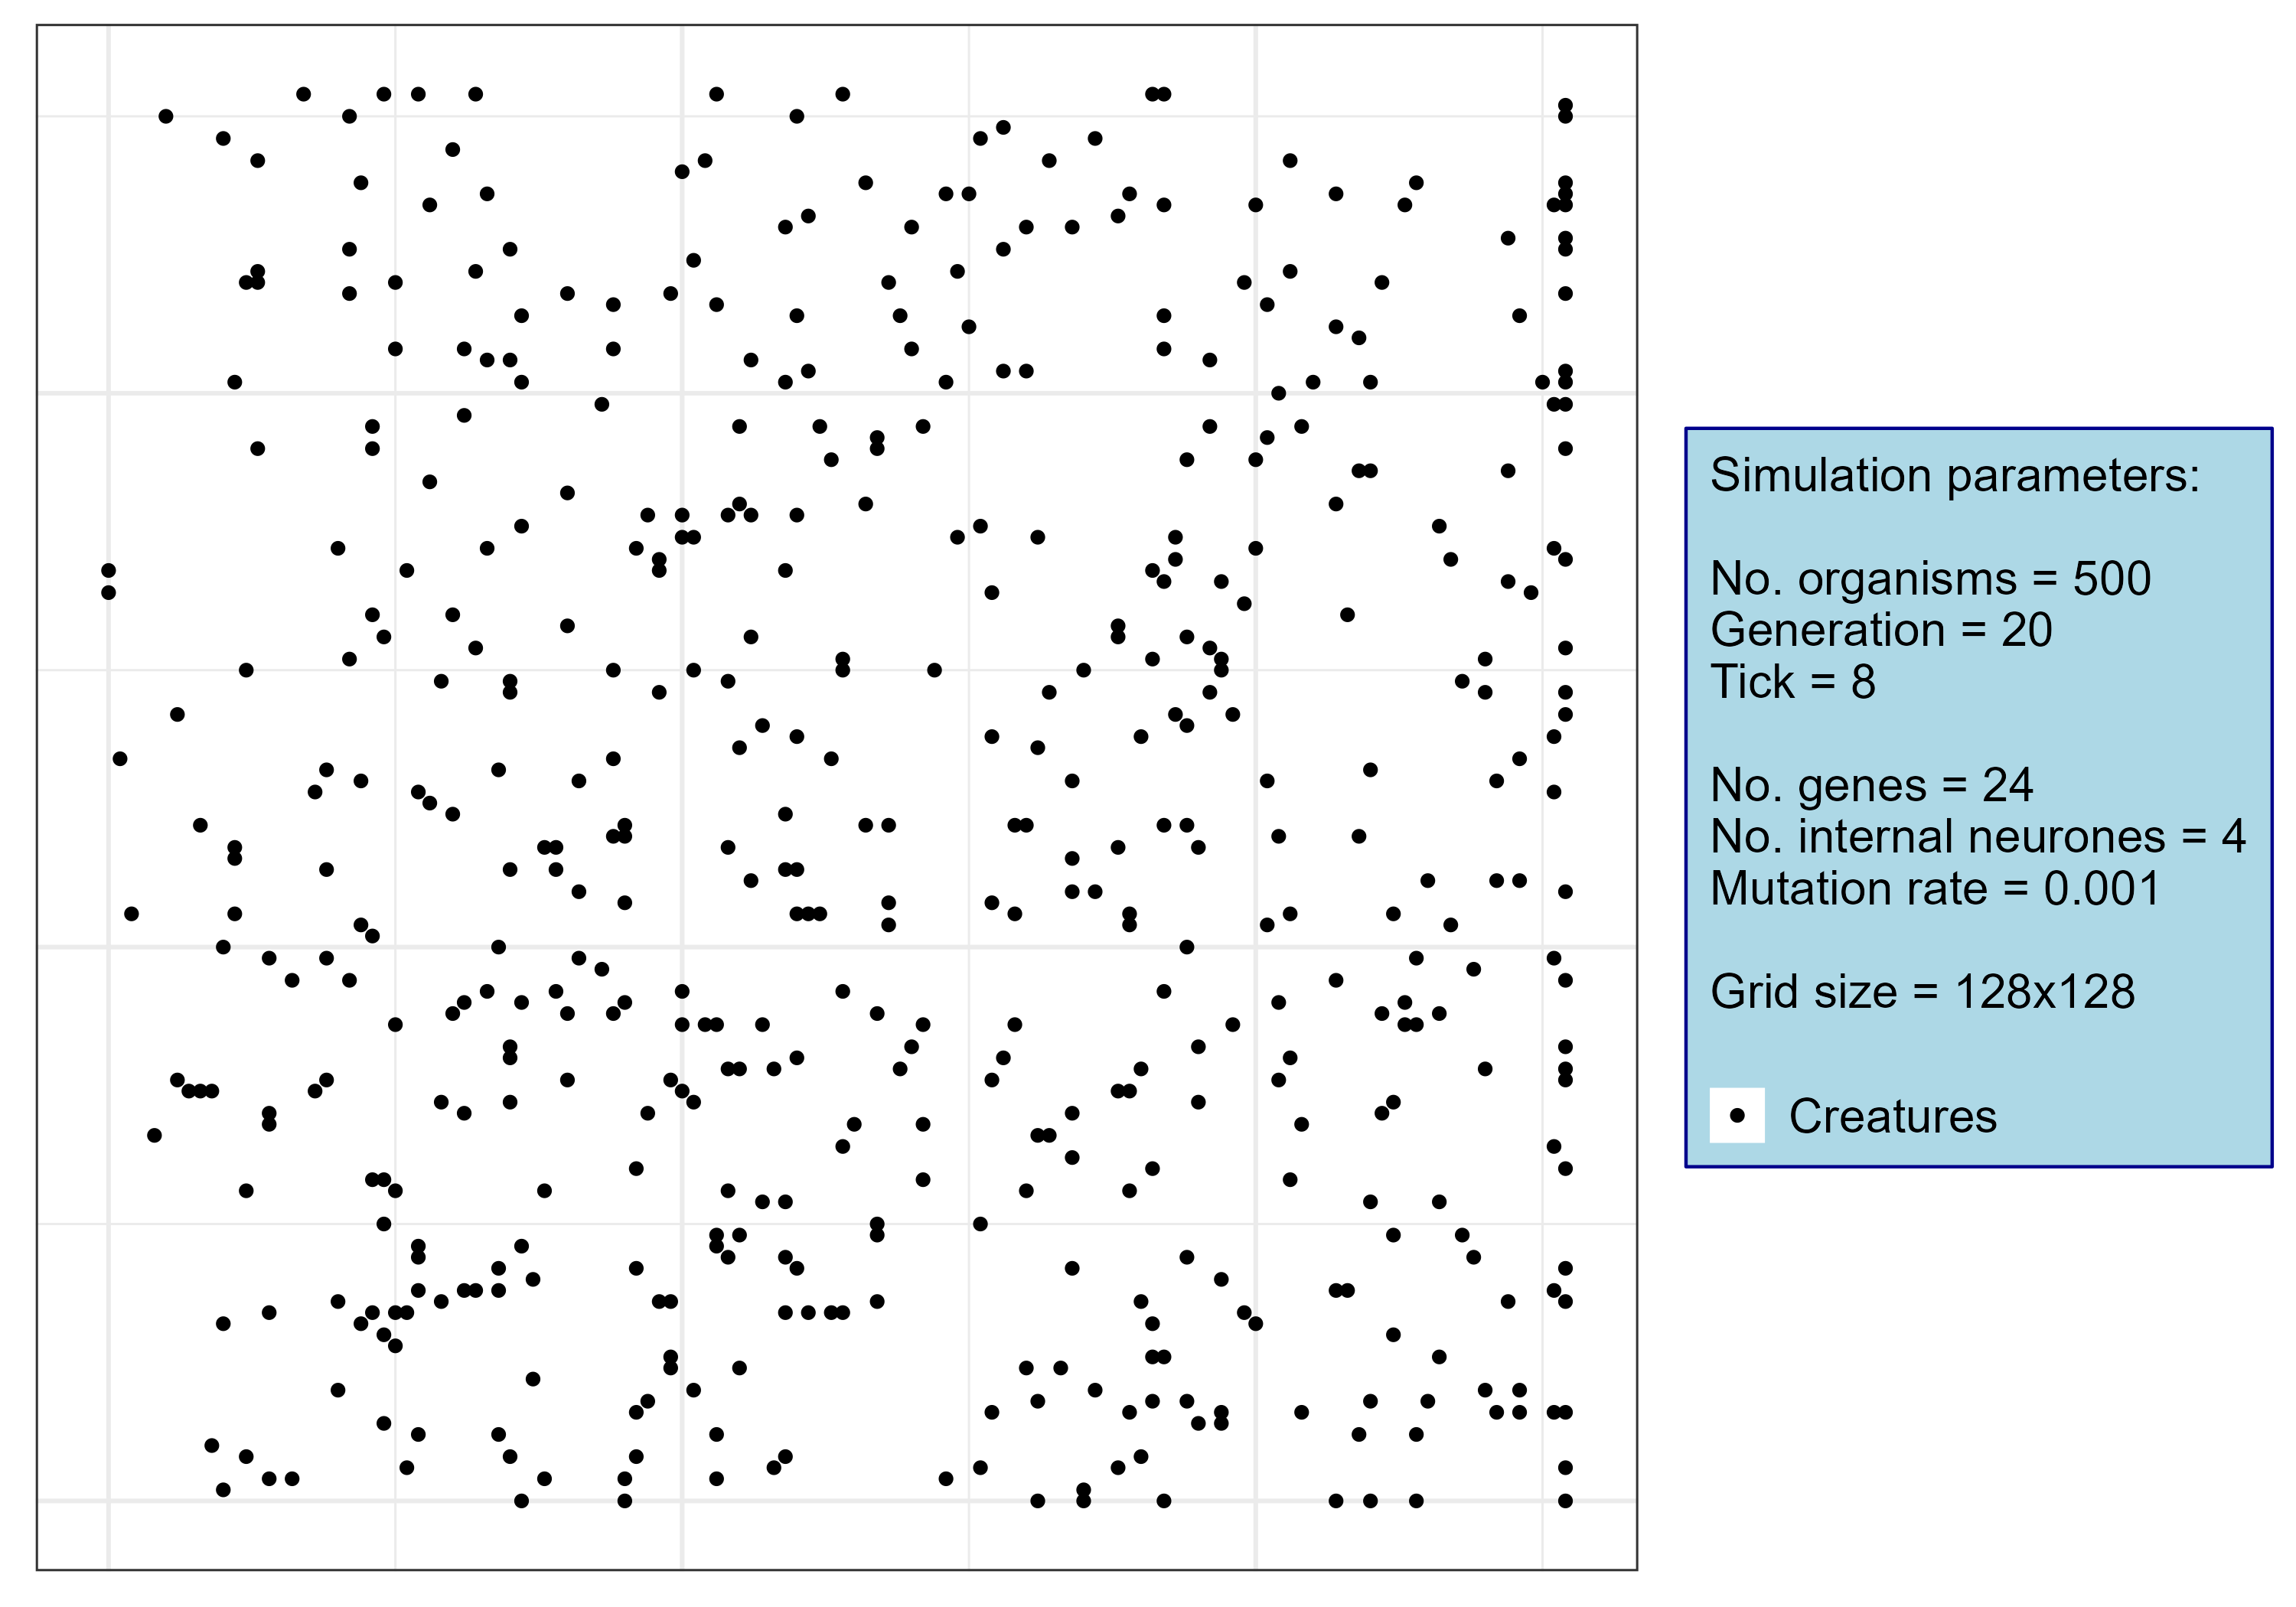 Simulation parameters:
No. organisms = 500
Generation = 20
Tick = 8
No. genes = 24
No. internal neurones = 4
Mutation rate = 0.001
Grid size = 128x128
Creatures